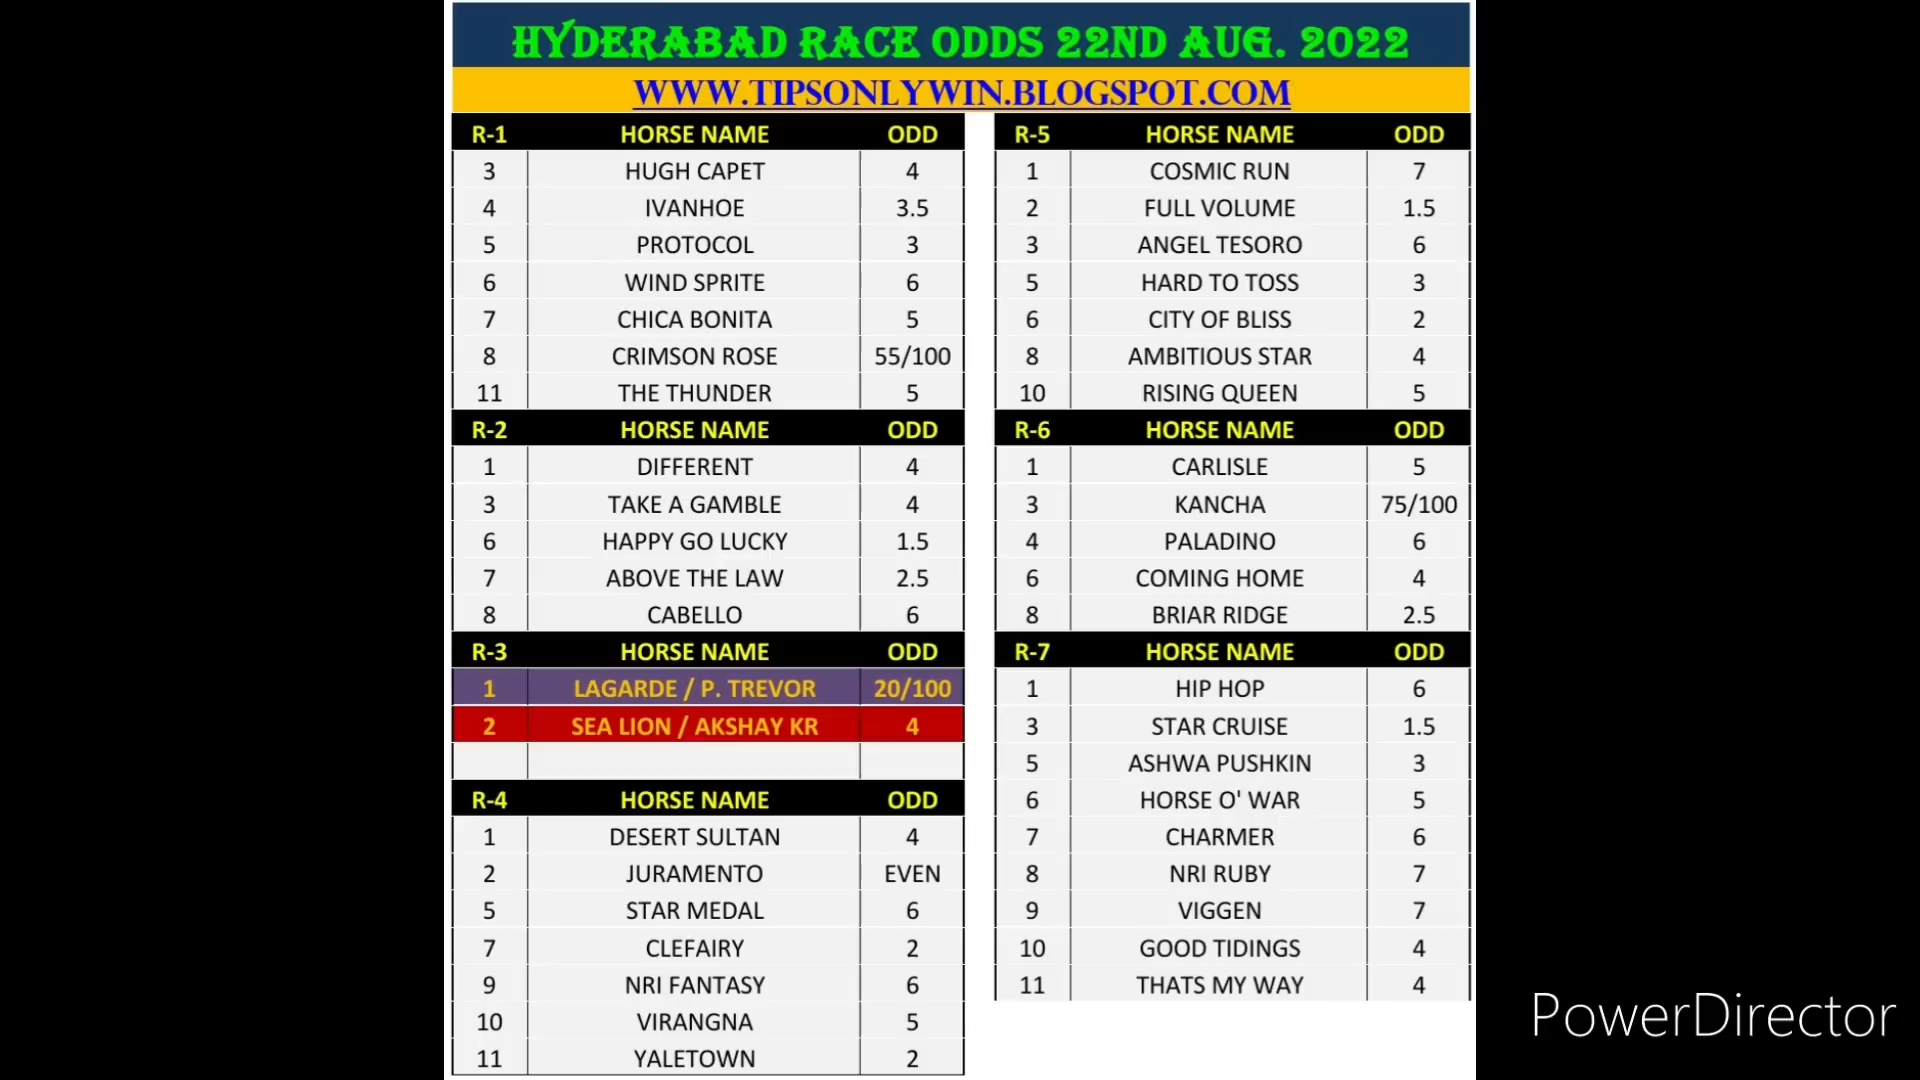 HYDERABAD RACE ODDS 22ND AUG. 2022
WWW.TIPSONLYWIN.BLOGSPOT.COM
R-1 HORSE NAME ODD
3 HUGH CAPET 4
4 IVANHOE 3.5
5 PROTOCOL 3
6 WIND SPRITE 6
7 CHICA BONITA 5
8 CRIMSON ROSE 55/100
11 THE THUNDER 5
R-2 HORSE NAME ODD
1 DIFFERENT 4
3 TAKE A GAMBLE 4
6 HAPPY GO LUCKY 1.5
7 ABOVE THE LAW 2.5
8 CABELLO 6
R-3 HORSE NAME ODD
1 LAGARDE / P. TREVOR 20/100
2 SEA LION / AKSHAY KR 4
R-4 HORSE NAME ODD
1 DESERT SULTAN 4
2 JURAMENTO EVEN
5 STAR MEDAL 6
7 CLEFAIRY 2
9 NRI FANTASY 6
10 VIRANGNA 5
11 YALETOWN 2
R-5 HORSE NAME ODD
1 COSMIC RUN 7
2 FULL VOLUME 1.5
3 ANGEL TESORO 6
5 HARD TO TOSS 3
6 CITY OF BLISS 2
8 AMBITIOUS STAR 4
10 RISING QUEEN 5
R-6 HORSE NAME ODD
1 CARLISLE 5
3 KANCHA 75/100
4 PALADINO 6
6 COMING HOME 4
8 BRIAR RIDGE 2.5
R-7 HORSE NAME ODD
1 HIP HOP 6
3 STAR CRUISE 1.5
5 ASHWA PUSHKIN 3
6 HORSE O' WAR 5
7 CHARMER 6
8 NRI RUBY 7
9 VIGGEN 7
10 GOOD TIDINGS 4
11 THATS MY WAY 4
PowerDirector